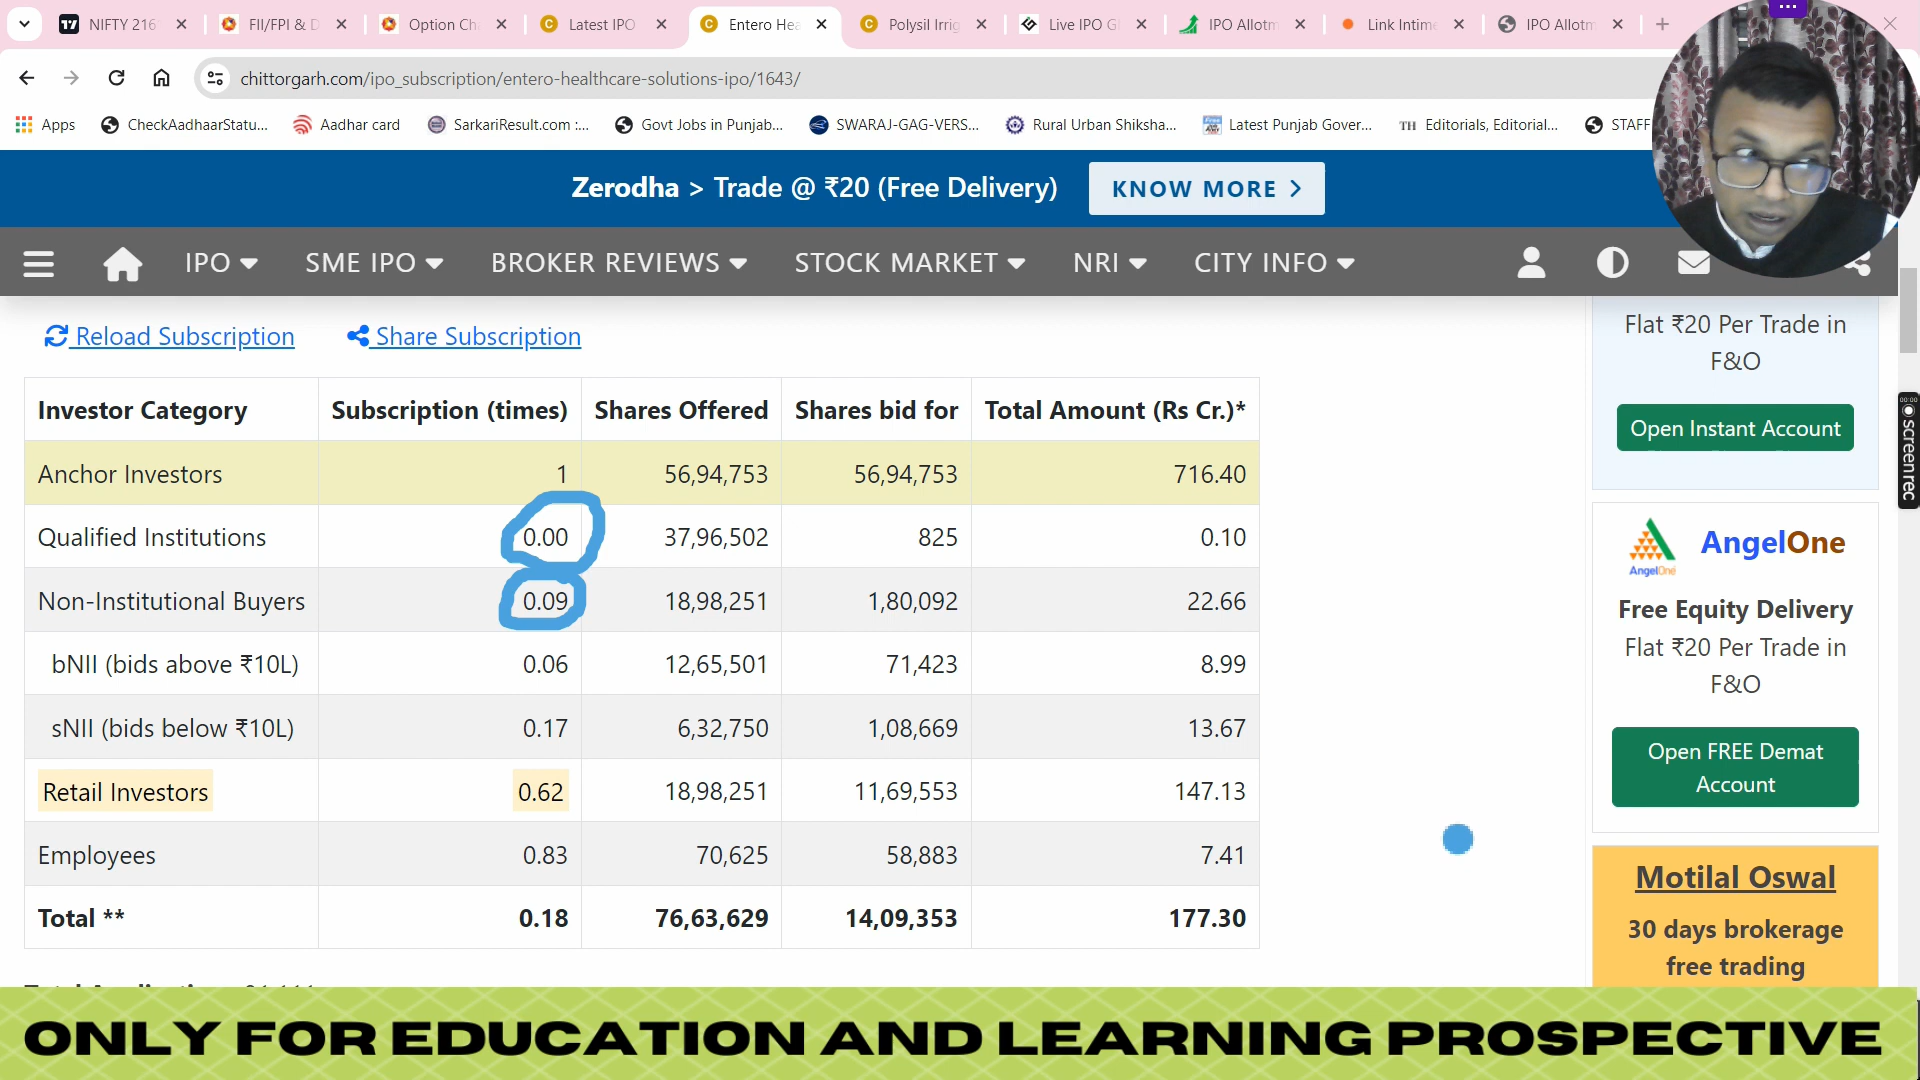 NIFTY 216
FII/FPI & D
Option Ch
Latest IPO
Entero Hea
Polysil Irrig
Live IPO G
IPO Allotm
Link Intime
IPO Allotm
chittorgarh.com/ipo_subscription/entero-healthcare-solutions-ipo/1643/
Apps
CheckAadhaarStatu...
Aadhar card
SarkariResult.com :...
Govt Jobs in Punjab...
SWARAJ-GAG-VERS...
Rural Urban Shiksha...
Latest Punjab Gover...
TH Editorials, Editorial...
STAFF
Zerodha > Trade @ ₹20 (Free Delivery)
KNOW MORE
IPO
SME IPO
BROKER REVIEWS
STOCK MARKET
NRI
CITY INFO
Reload Subscription
Share Subscription
Investor Category Subscription (times) Shares Offered Shares bid for Total Amount (Rs Cr.)*
Anchor Investors 1 56,94,753 56,94,753 716.40
Qualified Institutions 0.00 37,96,502 825 0.10
Non-Institutional Buyers 0.09 18,98,251 1,80,092 22.66
bNII (bids above ₹10L) 0.06 12,65,501 71,423 8.99
sNII (bids below ₹10L) 0.17 6,32,750 1,08,669 13.67
Retail Investors 0.62 18,98,251 11,69,553 147.13
Employees 0.83 70,625 58,883 7.41
Total ** 0.18 76,63,629 14,09,353 177.30
Flat ₹20 Per Trade in
F&O
Open Instant Account
AngelOne
AngelOne
Free Equity Delivery
Flat ₹20 Per Trade in
F&O
Open FREE Demat
Account
Motilal Oswal
30 days brokerage
free trading
00:00
screenrec
ONLY FOR EDUCATION AND LEARNING PROSPECTIVE